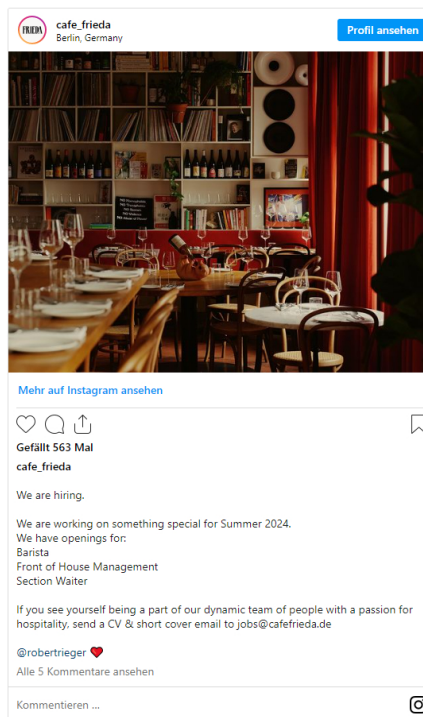 FRIEDA
cafe_frieda
Berlin, Germany
Profil ansehen
Mehr auf Instagram ansehen
Gefällt 563 Mal
cafe_frieda
We are hiring.
We are working on something special for Summer 2024.
We have openings for:
Barista
Front of House Management
Section Waiter
If you see yourself being a part of our dynamic team of people with a passion for
hospitality, send a CV & short cover email to jobs@cafefrieda.de
@robertrieger ❤️
Alle 5 Kommentare ansehen
Kommentieren ...